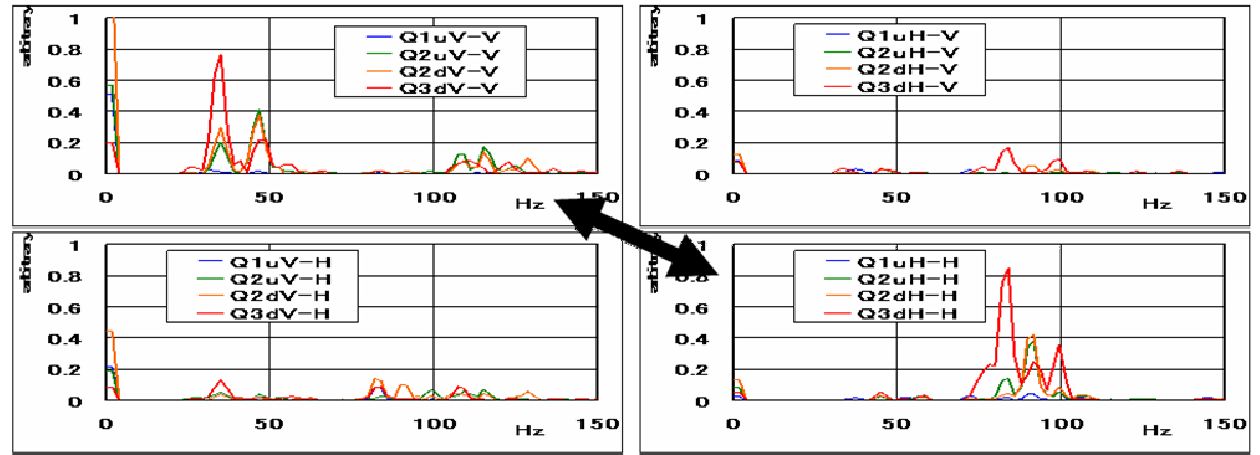 arbitrary
1
0.8
0.6
0.4
0.2
0
0 50 100 150
Hz
Q1uV-V
Q2uV-V
Q2dV-V
Q3dV-V
arbitrary
1
0.8
0.6
0.4
0.2
0
0 50 100 150
Hz
Q1uH-V
Q2uH-V
Q2dH-V
Q3dH-V
arbitrary
1
0.8
0.6
0.4
0.2
0
0 50 100 150
Hz
Q1uV-H
Q2uV-H
Q2dV-H
Q3dV-H
arbitrary
1
0.8
0.6
0.4
0.2
0
0 50 100 150
Hz
Q1uH-H
Q2uH-H
Q2dH-H
Q3dH-H